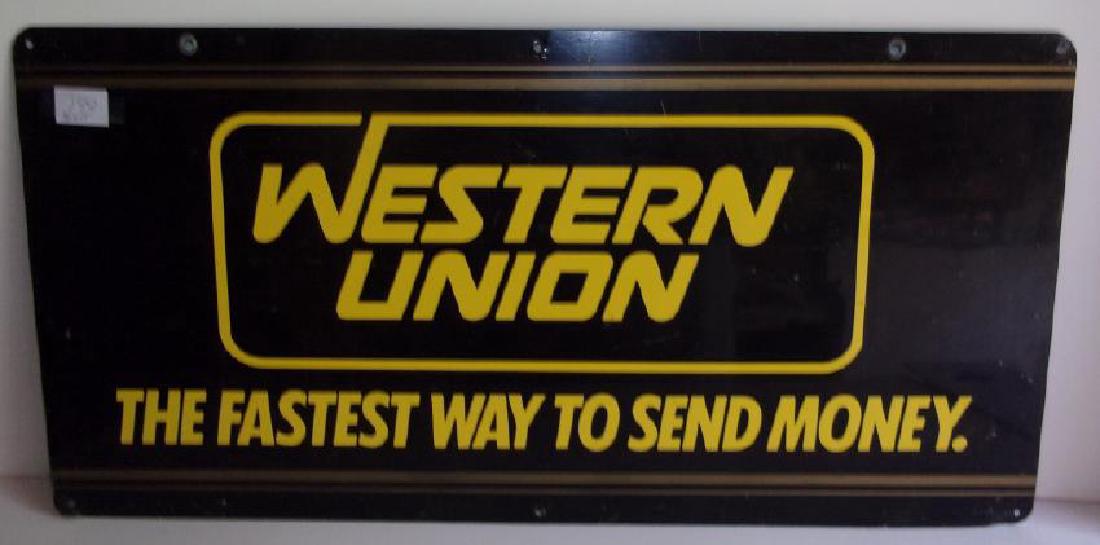 WESTERN
UNION
THE FASTEST WAY TO SEND MONEY.